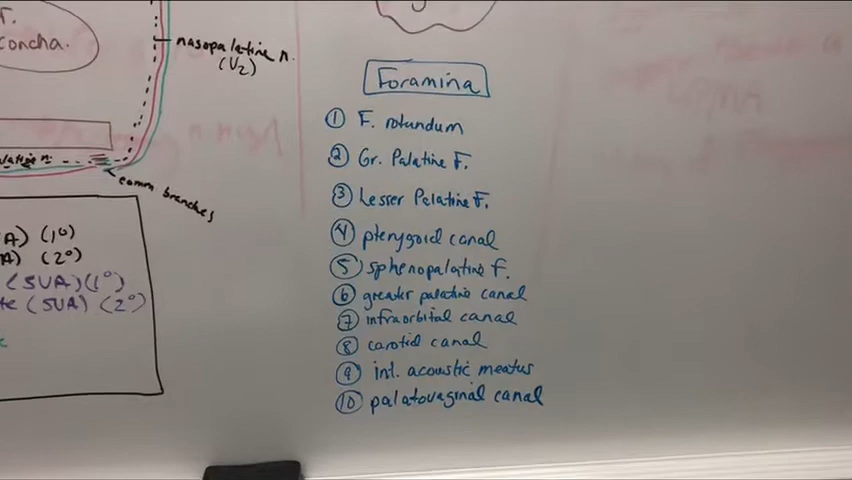 F.
concha.
nasopalatine n.
(V2)
palatine n.
comm branches
A) (1°)
A) (2°)
(SVA) (1°)
te (SVA) (2°)
Foramina
① F. rotundum
② Gr. Palatine F.
③ Lesser Palatine F.
④ pterygoid canal
⑤ sphenopalatine F.
⑥ greater palatine canal
⑦ infraorbital canal
⑧ carotid canal
⑨ int. acoustic meatus
⑩ palatovaginal canal